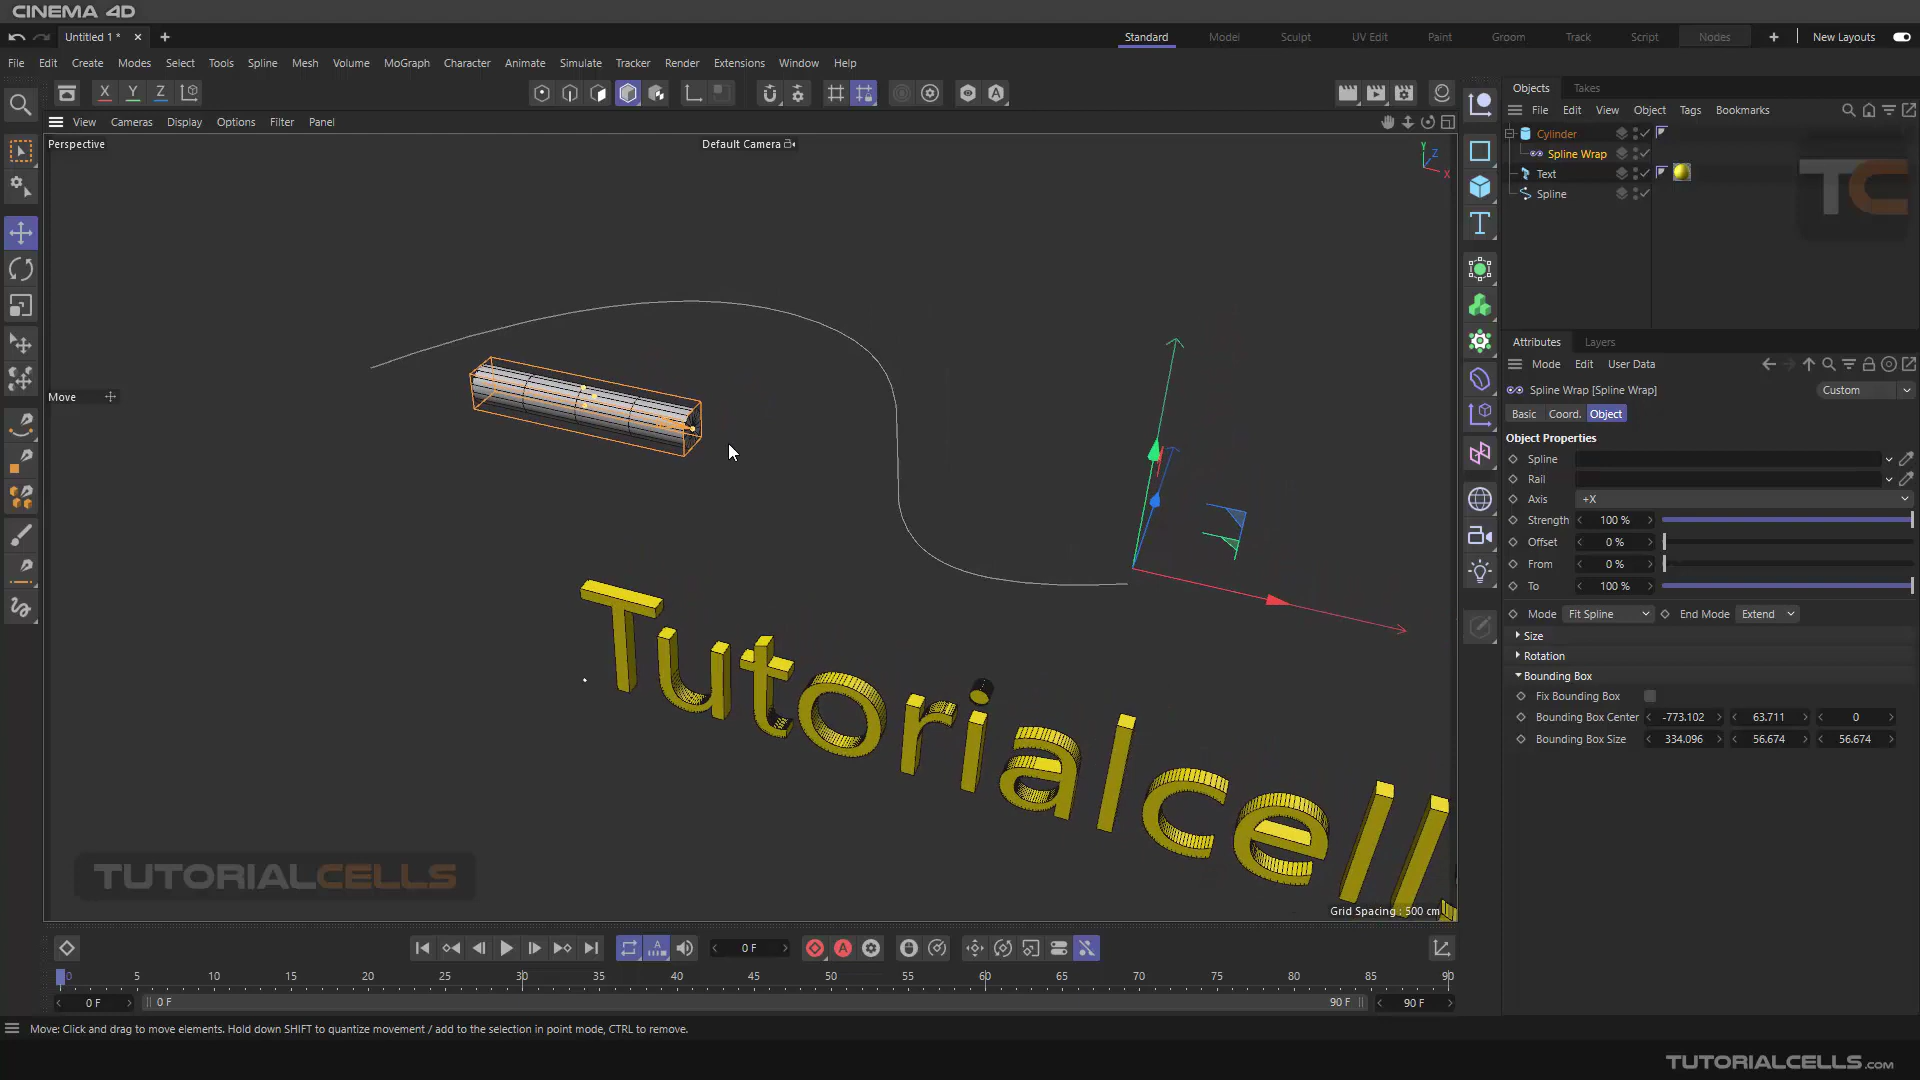 CINEMA 4D
Untitled 1 *
Standard Model Sculpt UV Edit Paint Groom Track Script Nodes New Layouts
File Edit Create Modes Select Tools Spline Mesh Volume MoGraph Character Animate Simulate Tracker Render Extensions Window Help
X Y Z
View Cameras Display Options Filter Panel
Perspective
Default Camera
Y Z X
Move
Tutorialcell
TUTORIALCELLS
Grid Spacing : 500 cm
Objects Takes
File Edit View Object Tags Bookmarks
Cylinder
Spline Wrap
Text
Spline
TC
Attributes Layers
Mode Edit User Data
Spline Wrap [Spline Wrap] Custom
Basic Coord. Object
Object Properties
Spline
Rail
Axis +X
Strength 100 %
Offset 0 %
From 0 %
To 100 %
Mode Fit Spline End Mode Extend
Size
Rotation
Bounding Box
Fix Bounding Box
Bounding Box Center -773.102 63.711 0
Bounding Box Size 334.096 56.674 56.674
0 F
0 5 10 15 20 25 30 35 40 45 50 55 60 65 70 75 80 85 90
0 F 0 F 90 F 90 F
Move: Click and drag to move elements. Hold down SHIFT to quantize movement / add to the selection in point mode, CTRL to remove.
TUTORIALCELLS.COM